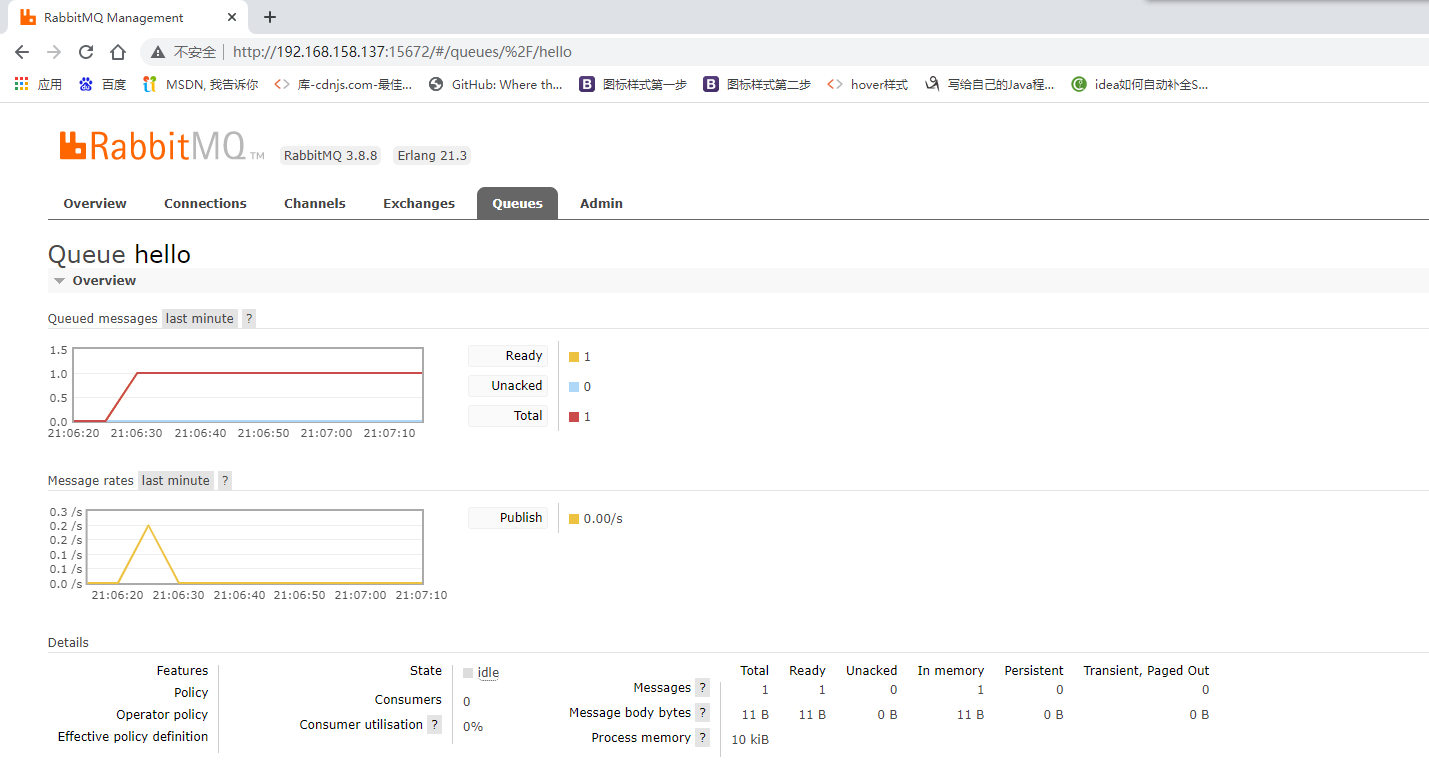 RabbitMQ Management
不安全 http://192.168.158.137:15672/#/queues/%2F/hello
应用 百度 MSDN, 我告诉你 库-cdnjs.com-最佳... GitHub: Where th... 图标样式第一步 图标样式第二步 hover样式 写给自己的Java程... idea如何自动补全S...
RabbitMQ TM RabbitMQ 3.8.8 Erlang 21.3
Overview Connections Channels Exchanges Queues Admin
Queue hello
Overview
Queued messages last minute ?
1.5
1.0
0.5
0.0
21:06:20 21:06:30 21:06:40 21:06:50 21:07:00 21:07:10
Ready 1
Unacked 0
Total 1
Message rates last minute ?
0.3 /s
0.2 /s
0.2 /s
0.1 /s
0.1 /s
0.0 /s
21:06:20 21:06:30 21:06:40 21:06:50 21:07:00 21:07:10
Publish 0.00/s
Details
Features
Policy
Operator policy
Effective policy definition
State idle
Consumers 0
Consumer utilisation ? 0%
Total Ready Unacked In memory Persistent Transient, Paged Out
Messages ? 1 1 0 1 0 0
Message body bytes ? 11 B 11 B 0 B 11 B 0 B 0 B
Process memory ? 10 kiB